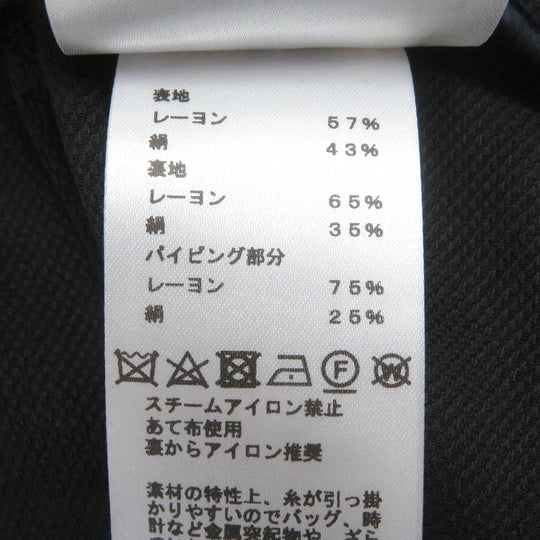 表地
レーヨン 57%
絹 43%
裏地
レーヨン 65%
絹 35%
パイピング部分
レーヨン 75%
絹 25%
F W
スチームアイロン禁止
あて布使用
裏からアイロン推奨
素材の特性上、糸が引っ掛
かりやすいのでバッグ、時
計など金属突起物や、ざら